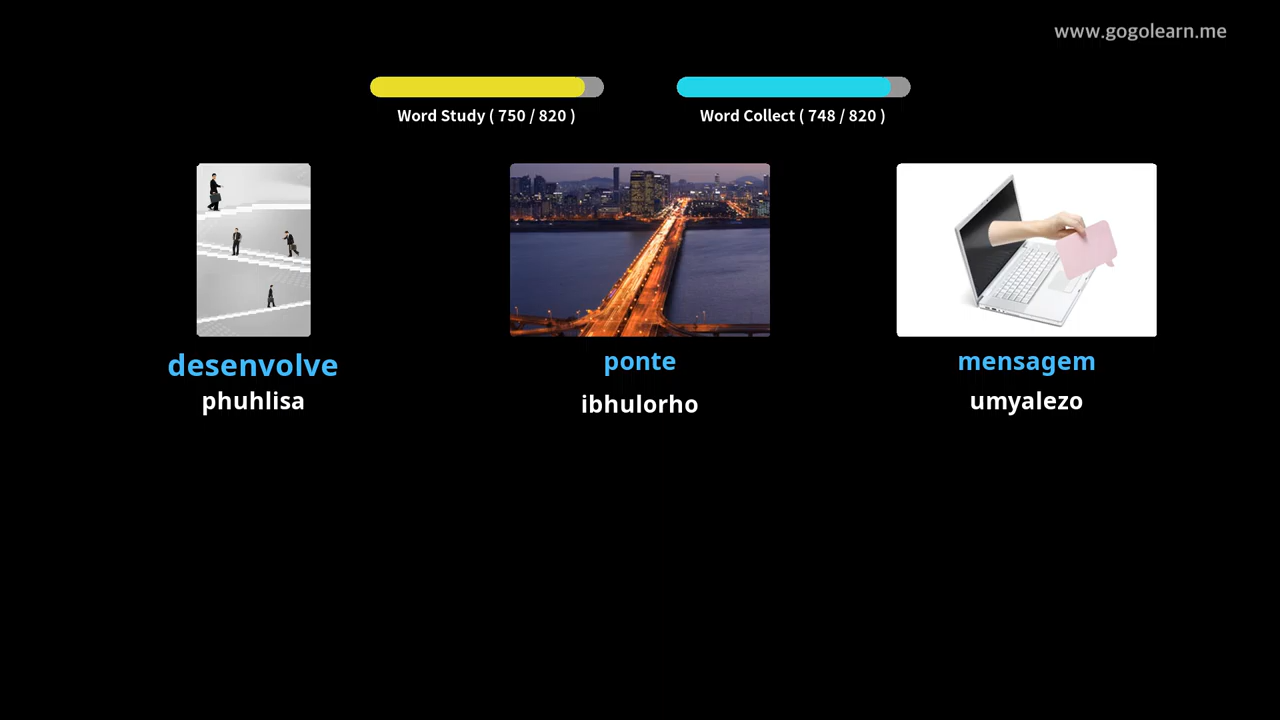 www.gogolearn.me
Word Study ( 750 / 820 )
Word Collect ( 748 / 820 )
desenvolve
phuhlisa
ponte
ibhulorho
mensagem
umyalezo